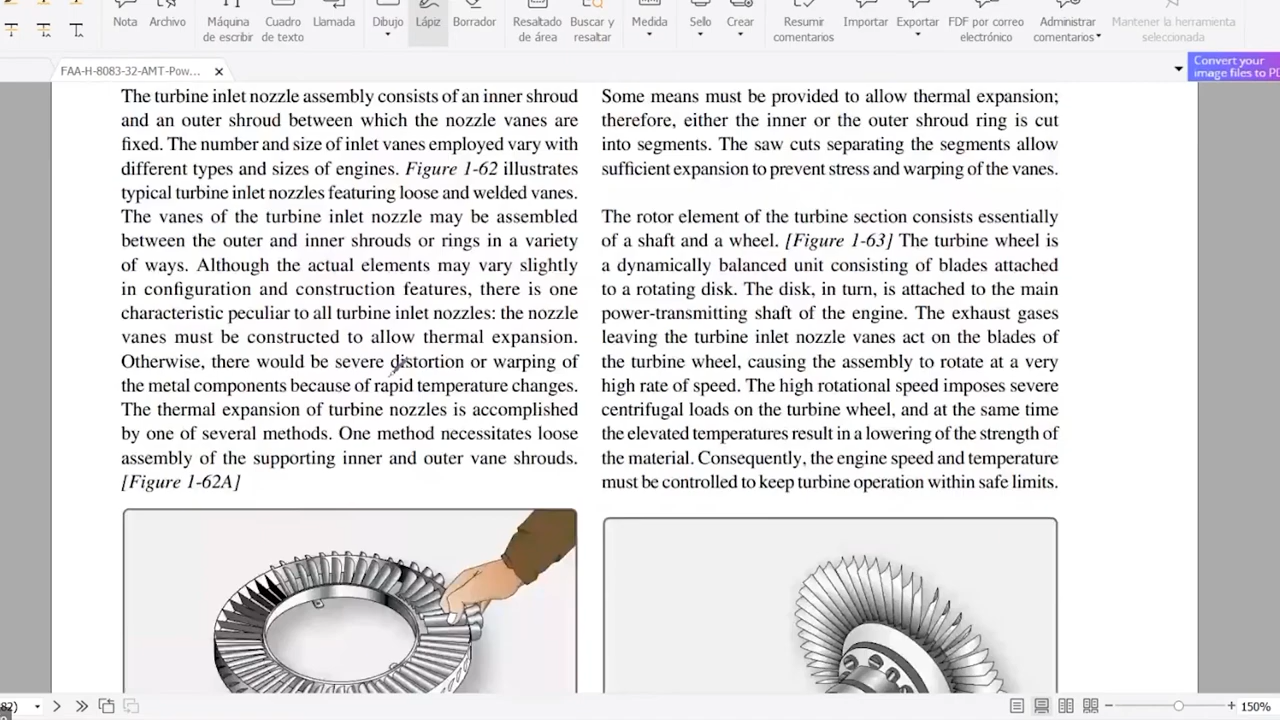 Nota
Archivo
Máquina
de escribir
Cuadro
de texto
Llamada
Dibujo
Lápiz
Borrador
Resaltado
de área
Buscar y
resaltar
Medida
Sello
Crear
Resumir
comentarios
Importar
Exportar
FDF por correo
electrónico
Administrar
comentarios
Mantener la herramienta
seleccionada
FAA-H-8083-32-AMT-Pow...
Convert your
image files to PD
The turbine inlet nozzle assembly consists of an inner shroud
and an outer shroud between which the nozzle vanes are
fixed. The number and size of inlet vanes employed vary with
different types and sizes of engines. Figure 1-62 illustrates
typical turbine inlet nozzles featuring loose and welded vanes.
The vanes of the turbine inlet nozzle may be assembled
between the outer and inner shrouds or rings in a variety
of ways. Although the actual elements may vary slightly
in configuration and construction features, there is one
characteristic peculiar to all turbine inlet nozzles: the nozzle
vanes must be constructed to allow thermal expansion.
Otherwise, there would be severe distortion or warping of
the metal components because of rapid temperature changes.
The thermal expansion of turbine nozzles is accomplished
by one of several methods. One method necessitates loose
assembly of the supporting inner and outer vane shrouds.
[Figure 1-62A]
Some means must be provided to allow thermal expansion;
therefore, either the inner or the outer shroud ring is cut
into segments. The saw cuts separating the segments allow
sufficient expansion to prevent stress and warping of the vanes.
The rotor element of the turbine section consists essentially
of a shaft and a wheel. [Figure 1-63] The turbine wheel is
a dynamically balanced unit consisting of blades attached
to a rotating disk. The disk, in turn, is attached to the main
power-transmitting shaft of the engine. The exhaust gases
leaving the turbine inlet nozzle vanes act on the blades of
the turbine wheel, causing the assembly to rotate at a very
high rate of speed. The high rotational speed imposes severe
centrifugal loads on the turbine wheel, and at the same time
the elevated temperatures result in a lowering of the strength of
the material. Consequently, the engine speed and temperature
must be controlled to keep turbine operation within safe limits.
82)
150%